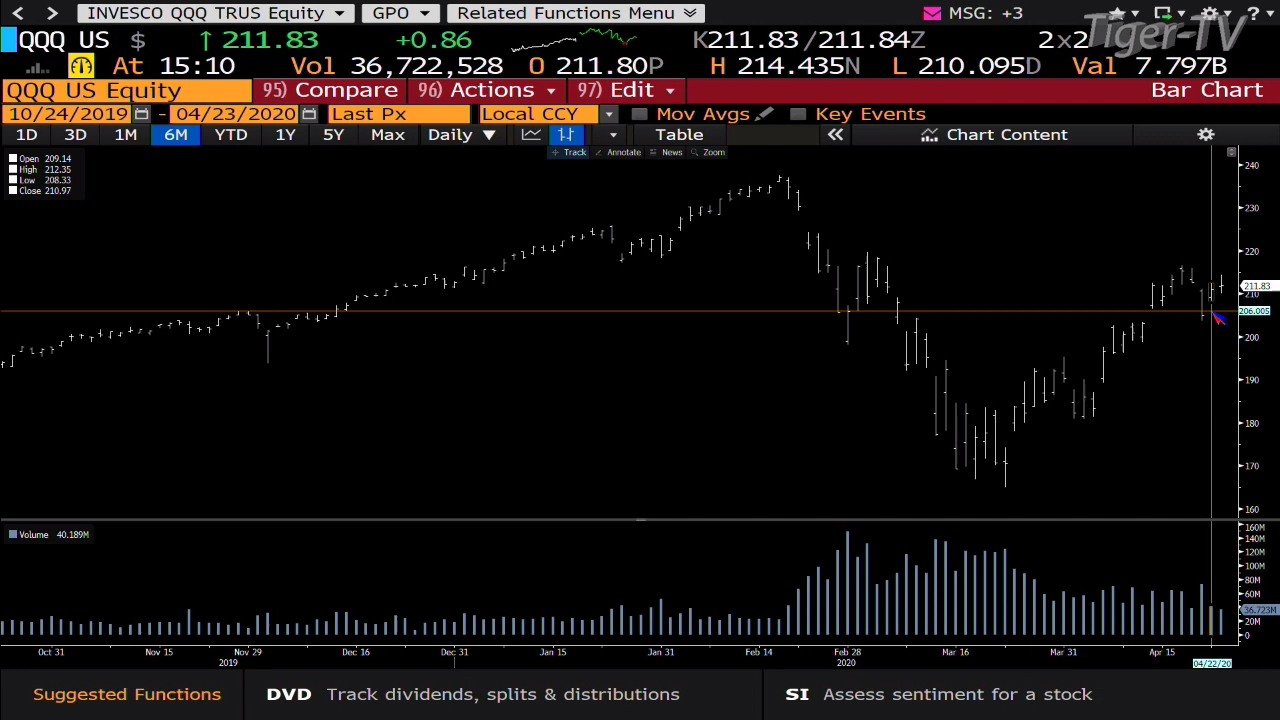 INVESCO QQQ TRUS Equity GPO Related Functions Menu MSG: +3
Tiger-TV
QQQ US $ ↑ 211.83 +0.86 K211.83/211.84Z 2x2
At 15:10 Vol 36,722,528 O 211.80P H 214.435N L 210.095D Val 7.797B
QQQ US Equity 95) Compare 96) Actions 97) Edit Bar Chart
10/24/2019 - 04/23/2020 Last Px Local CCY Mov Avgs Key Events
1D 3D 1M 6M YTD 1Y 5Y Max Daily ▼ Table « Chart Content
Track Annotate News Zoom
Open 209.14
High 212.35
Low 208.33
Close 210.97
240
230
220
211.83
210
206.005
200
190
180
170
160
Volume 40.189M
160M
140M
120M
100M
80M
60M
36.723M
20M
0
Oct 31 Nov 15 Nov 29 Dec 16 Dec 31 Jan 15 Jan 31 Feb 14 Feb 28 Mar 16 Mar 31 Apr 15
2019 2020 04/22/20
Suggested Functions DVD Track dividends, splits & distributions SI Assess sentiment for a stock